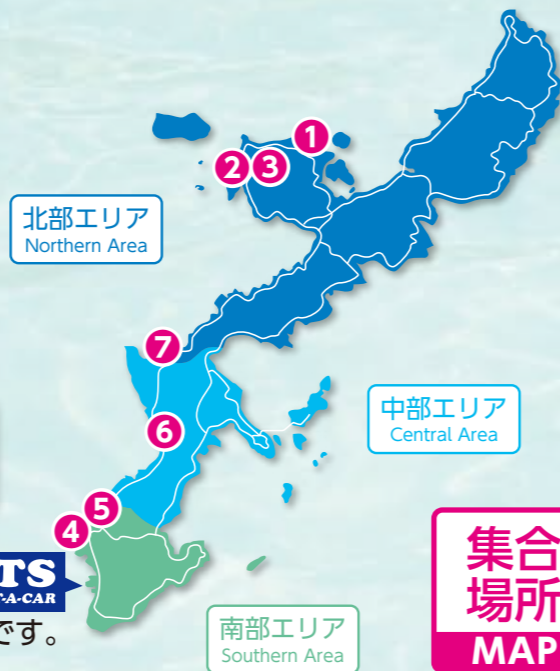 1
2 3
北部エリア
Northern Area
7
中部エリア
Central Area
6
5
4
TS
T-A-CAR
です。
南部エリア
Southern Area
集合
場所
MAP